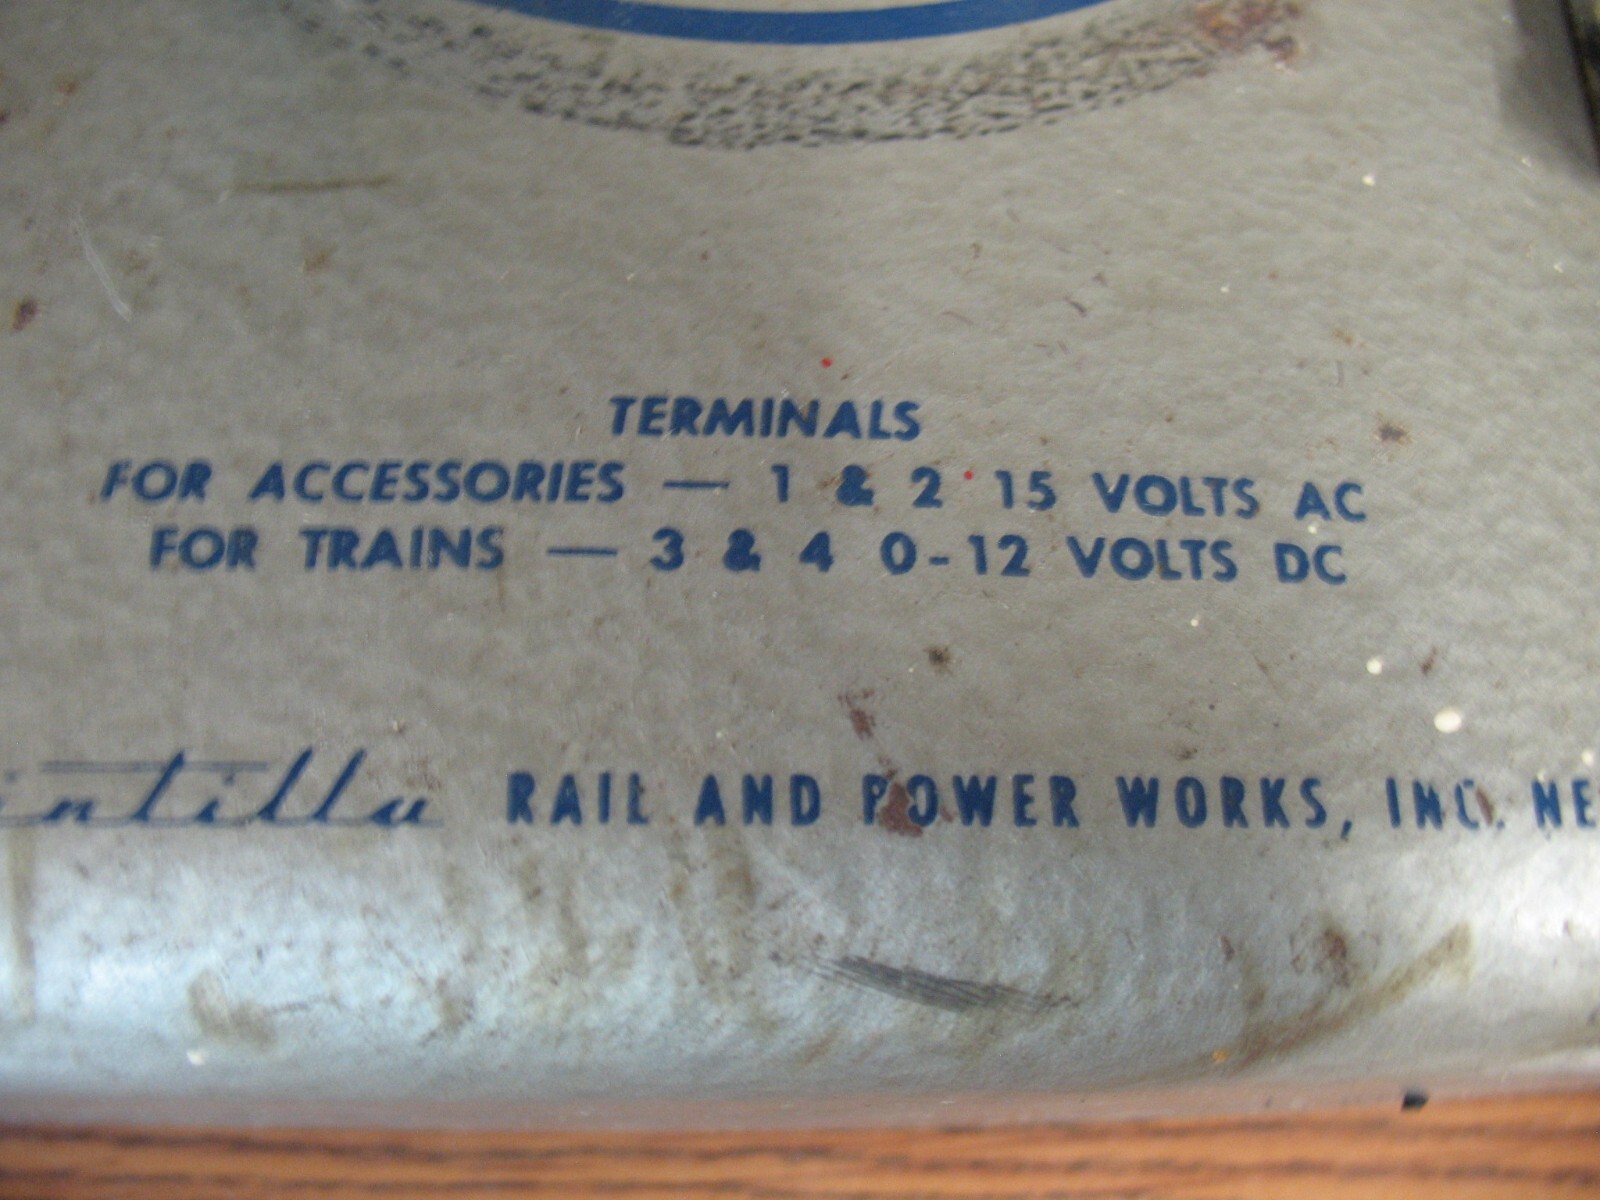 TERMINALS
FOR ACCESSORIES — 1 & 2 15 VOLTS AC
FOR TRAINS — 3 & 4 0-12 VOLTS DC
RAIL AND POWER WORKS, INC.